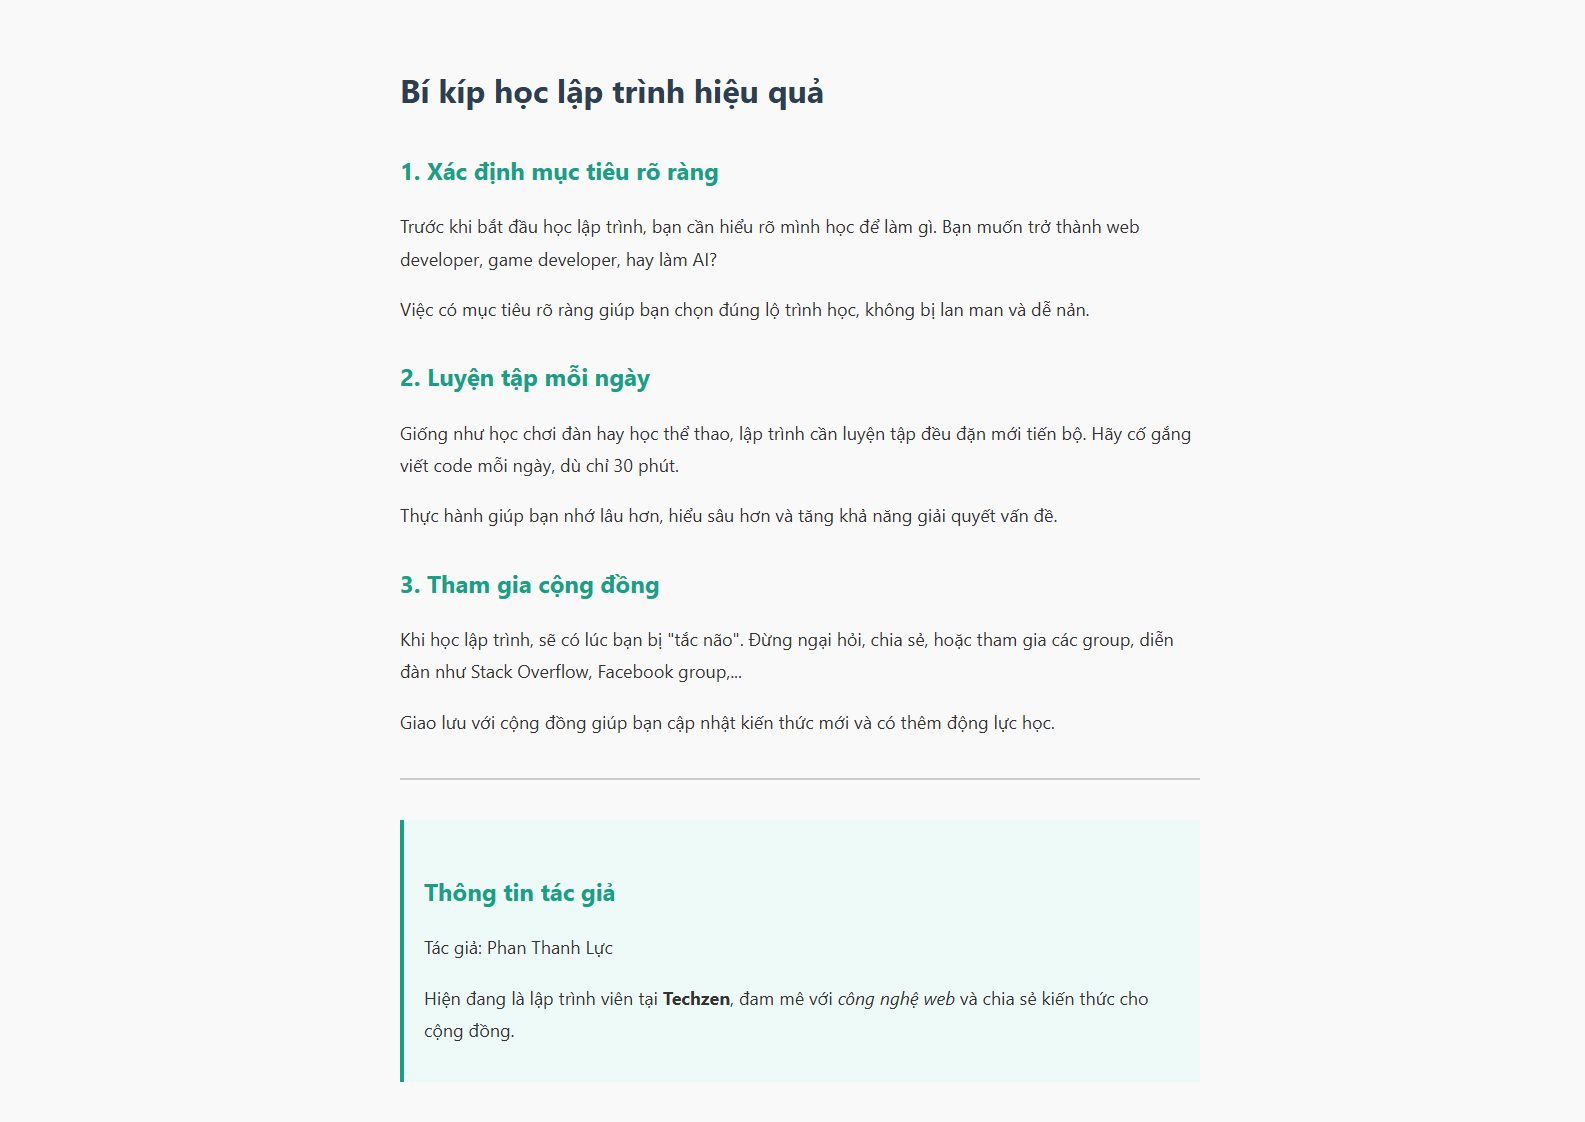 Bí kíp học lập trình hiệu quả
1. Xác định mục tiêu rõ ràng
Trước khi bắt đầu học lập trình, bạn cần hiểu rõ mình học để làm gì. Bạn muốn trở thành web
developer, game developer, hay làm AI?
Việc có mục tiêu rõ ràng giúp bạn chọn đúng lộ trình học, không bị lan man và dễ nản.
2. Luyện tập mỗi ngày
Giống như học chơi đàn hay học thể thao, lập trình cần luyện tập đều đặn mới tiến bộ. Hãy cố gắng
viết code mỗi ngày, dù chỉ 30 phút.
Thực hành giúp bạn nhớ lâu hơn, hiểu sâu hơn và tăng khả năng giải quyết vấn đề.
3. Tham gia cộng đồng
Khi học lập trình, sẽ có lúc bạn bị "tắc não". Đừng ngại hỏi, chia sẻ, hoặc tham gia các group, diễn
đàn như Stack Overflow, Facebook group,...
Giao lưu với cộng đồng giúp bạn cập nhật kiến thức mới và có thêm động lực học.
Thông tin tác giả
Tác giả: Phan Thanh Lực
Hiện đang là lập trình viên tại Techzen, đam mê với công nghệ web và chia sẻ kiến thức cho
cộng đồng.